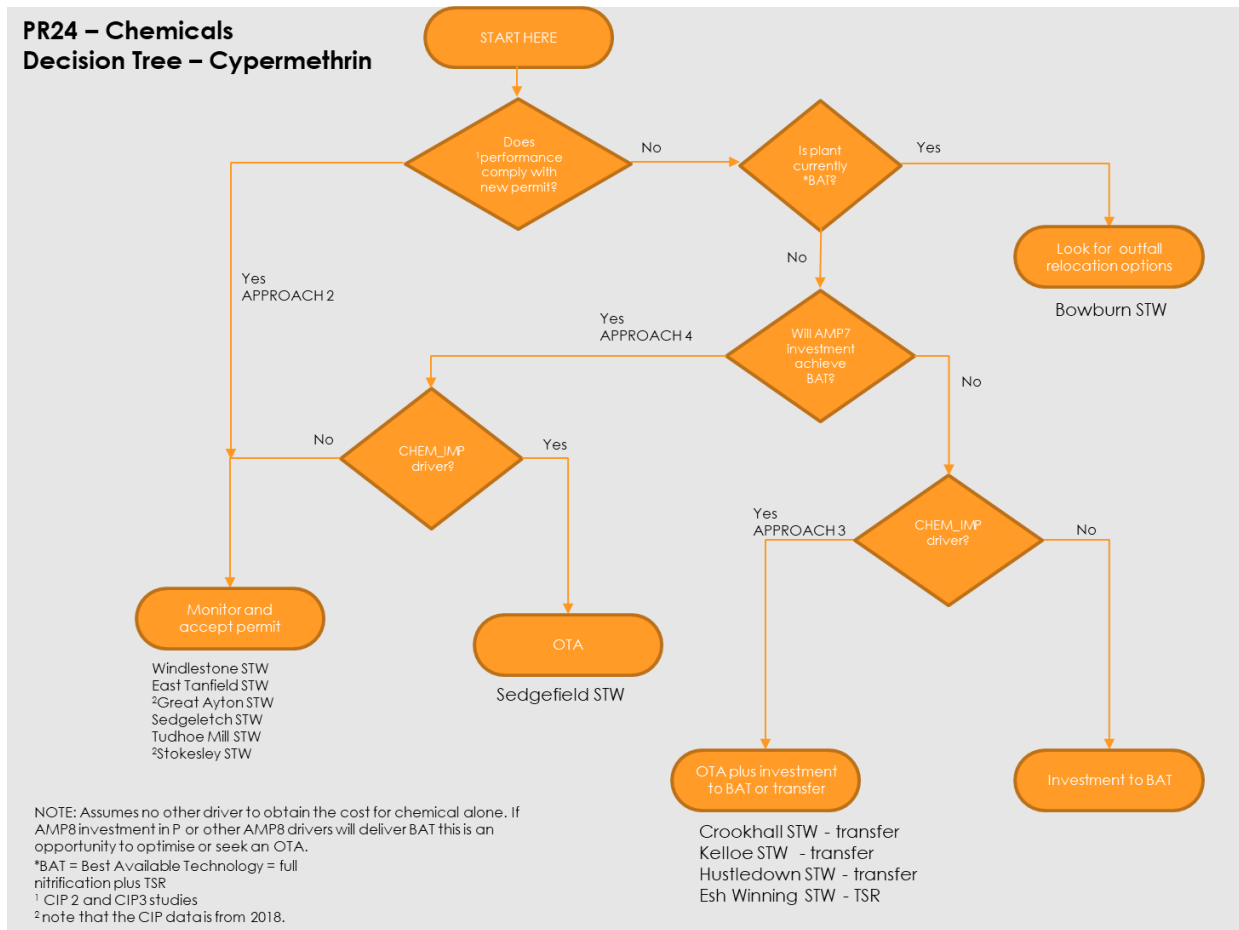 PR24 – Chemicals
Decision Tree – Cypermethrin
START HERE
Does
¹performance
comply with
new permit?
No
Is plant
currently
*BAT?
Yes
Look for outfall
relocation options
Bowburn STW
No
Yes
APPROACH 2
Yes
APPROACH 4
Will AMP7
investment
achieve
BAT?
No
No
CHEM_IMP
driver?
Yes
Yes
APPROACH 3
CHEM_IMP
driver?
No
Monitor and
accept permit
Windlestone STW
East Tanfield STW
²Great Ayton STW
Sedgeletch STW
Tudhoe Mill STW
²Stokesley STW
OTA
Sedgefield STW
OTA plus investment
to BAT or transfer
Crookhall STW - transfer
Kelloe STW - transfer
Hustledown STW - transfer
Esh Winning STW - TSR
Investment to BAT
NOTE: Assumes no other driver to obtain the cost for chemical alone. If
AMP8 investment in P or other AMP8 drivers will deliver BAT this is an
opportunity to optimise or seek an OTA.
*BAT = Best Available Technology = full
nitrification plus TSR
¹ CIP 2 and CIP3 studies
² note that the CIP data is from 2018.